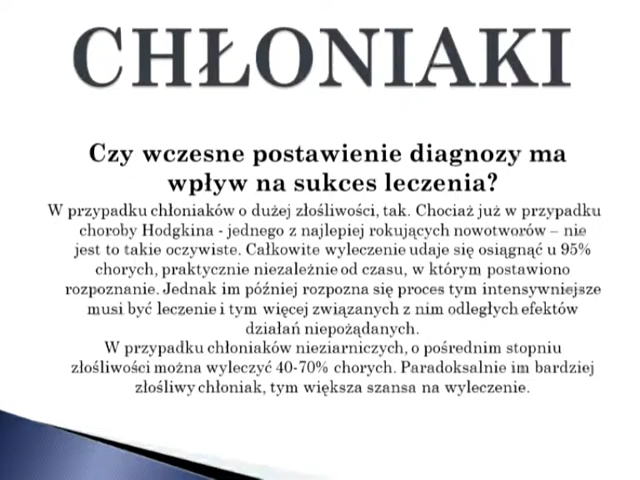 CHŁONIAKI
Czy wczesne postawienie diagnozy ma
wpływ na sukces leczenia?
W przypadku chłoniaków o dużej złośliwości, tak. Chociaż już w przypadku
choroby Hodgkina - jednego z najlepiej rokujących nowotworów – nie
jest to takie oczywiste. Całkowite wyleczenie udaje się osiągnąć u 95%
chorych, praktycznie niezależnie od czasu, w którym postawiono
rozpoznanie. Jednak im później rozpozna się proces tym intensywniejsze
musi być leczenie i tym więcej związanych z nim odległych efektów
działań niepożądanych.
W przypadku chłoniaków nieziarniczych, o pośrednim stopniu
złośliwości można wyleczyć 40-70% chorych. Paradoksalnie im bardziej
złośliwy chłoniak, tym większa szansa na wyleczenie.